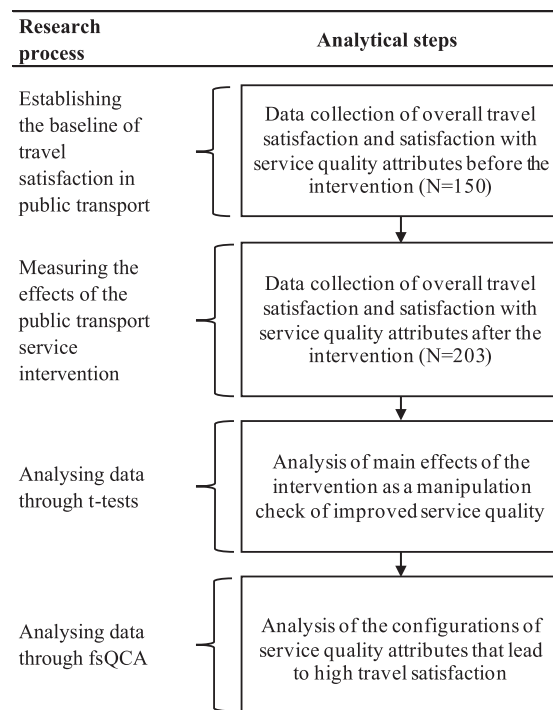 Research
process
Analytical steps
Establishing
the baseline of
travel
satisfaction in
public transport
Data collection of overall travel
satisfaction and satisfaction with
service quality attributes before the
intervention (N=150)
Measuring the
effects of the
public transport
service
intervention
Data collection of overall travel
satisfaction and satisfaction with
service quality attributes after the
intervention (N=203)
Analysing data
through t-tests
Analysis of main effects of the
intervention as a manipulation
check of improved service quality
Analysing data
through fsQCA
Analysis of the configurations of
service quality attributes that lead
to high travel satisfaction